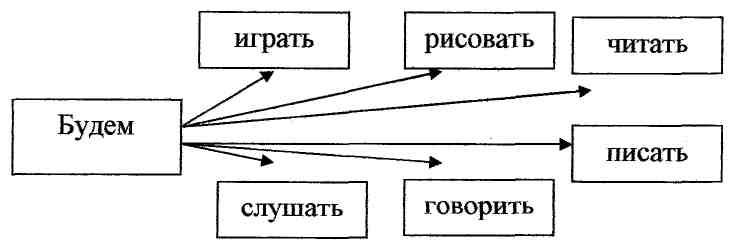 играть
рисовать
читать
Будем
писать
слушать
говорить